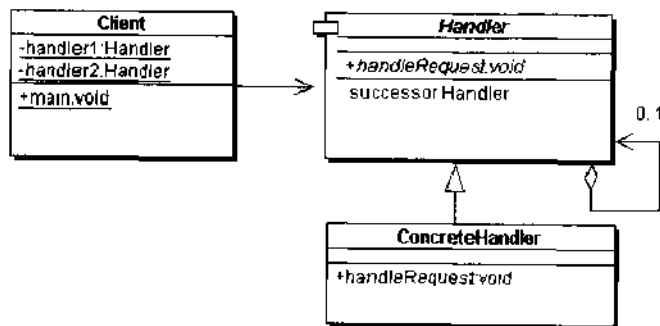 Client
-handler1:Handler
-handler2:Handler
+main:void
Handler
+handleRequest:void
successor:Handler
0..1
ConcreteHandler
+handleRequest:void